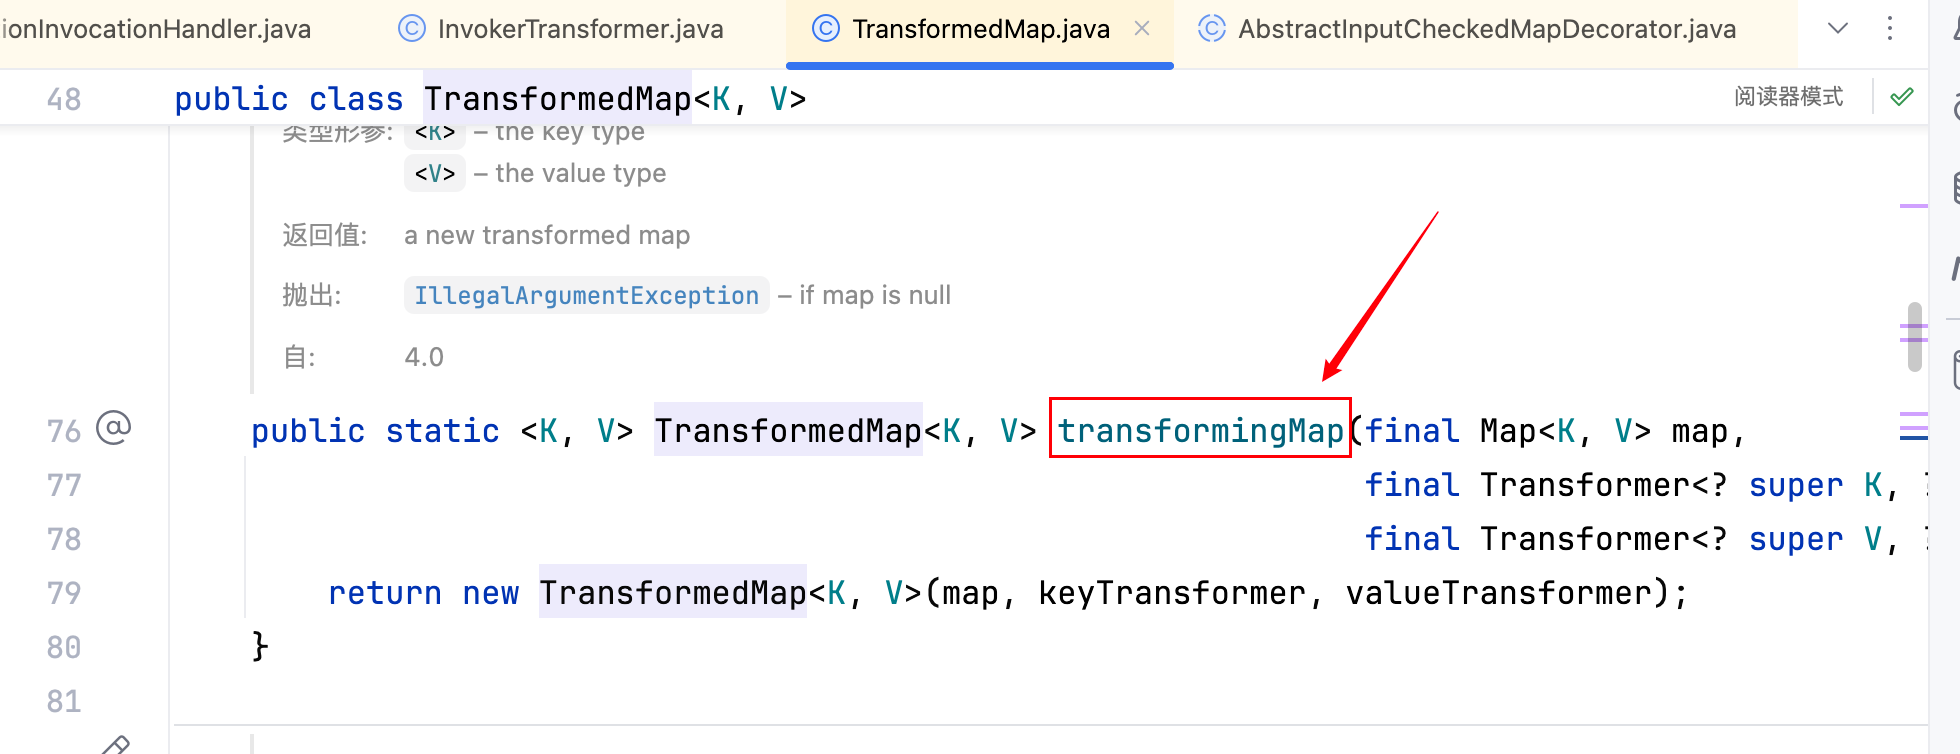 ionInvocationHandler.java InvokerTransformer.java TransformedMap.java AbstractInputCheckedMapDecorator.java
48 public class TransformedMap<K, V> 阅读器模式
类型形参: <K> – the key type
<V> – the value type
返回值: a new transformed map
抛出: IllegalArgumentException – if map is null
自: 4.0
76 public static <K, V> TransformedMap<K, V> transformingMap(final Map<K, V> map,
77 final Transformer<? super K,
78 final Transformer<? super V,
79 return new TransformedMap<K, V>(map, keyTransformer, valueTransformer);
80 }
81